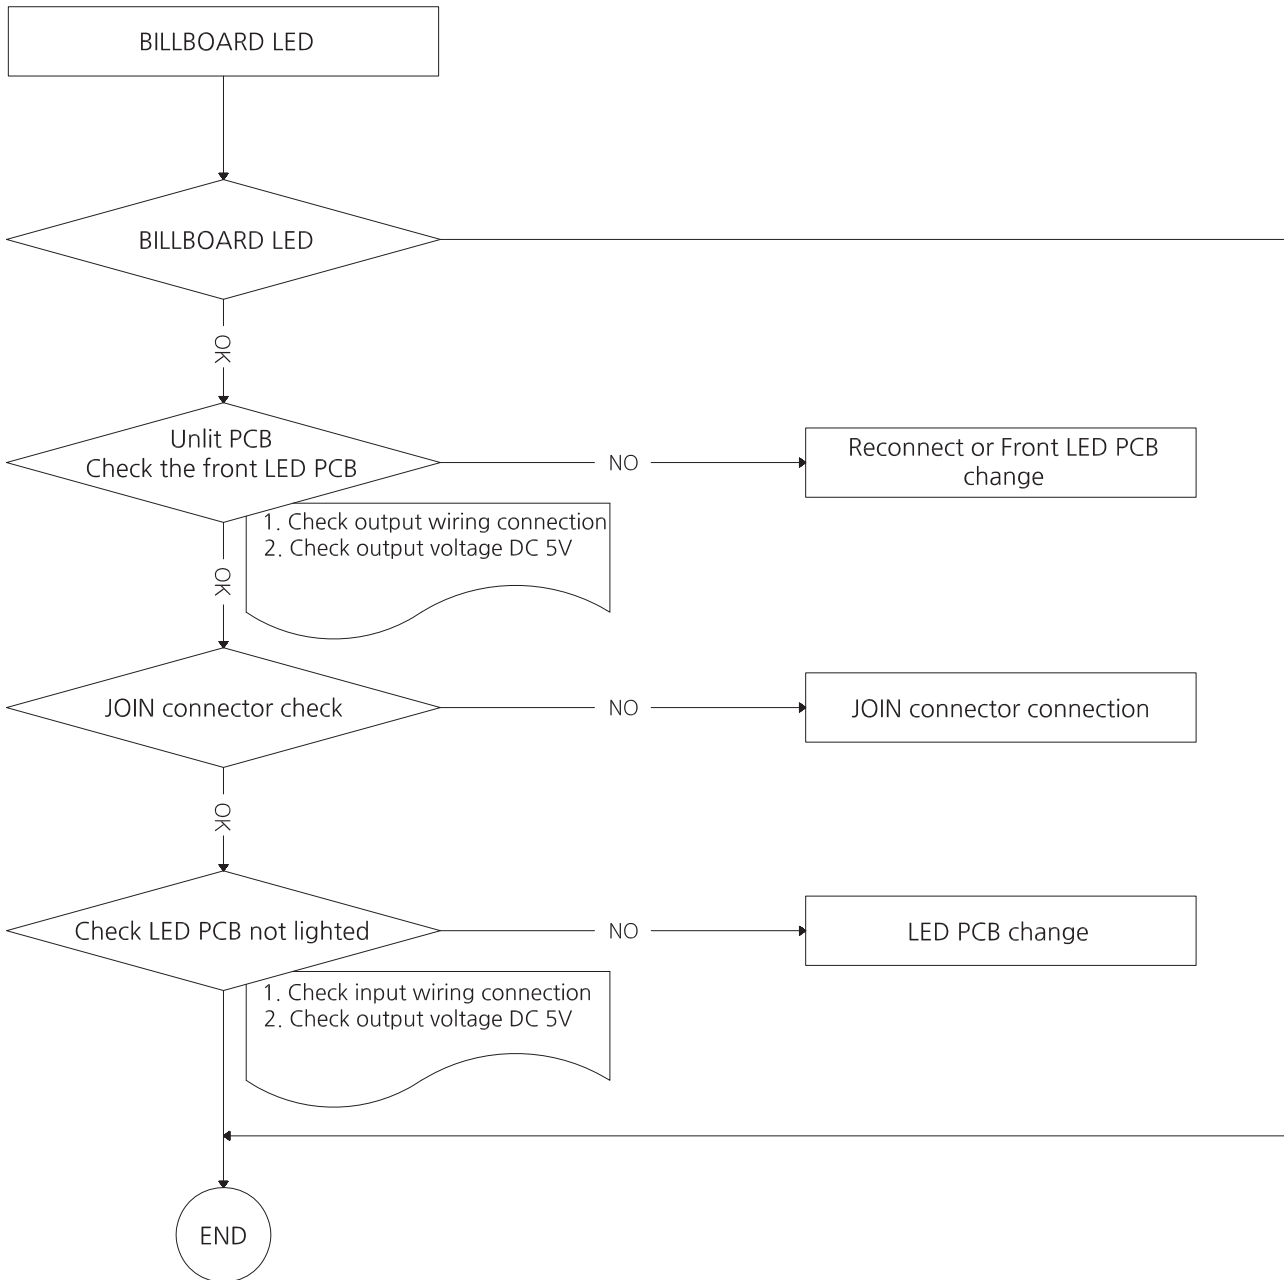 BILLBOARD LED
BILLBOARD LED
OK
Unlit PCB
Check the front LED PCB
NO
Reconnect or Front LED PCB
change
1. Check output wiring connection
2. Check output voltage DC 5V
OK
JOIN connector check
NO
JOIN connector connection
OK
Check LED PCB not lighted
NO
LED PCB change
1. Check input wiring connection
2. Check output voltage DC 5V
END